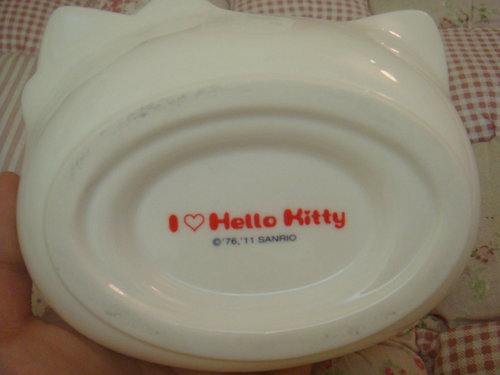 I ♡ Hello Kitty
©'76,'11 SANRIO